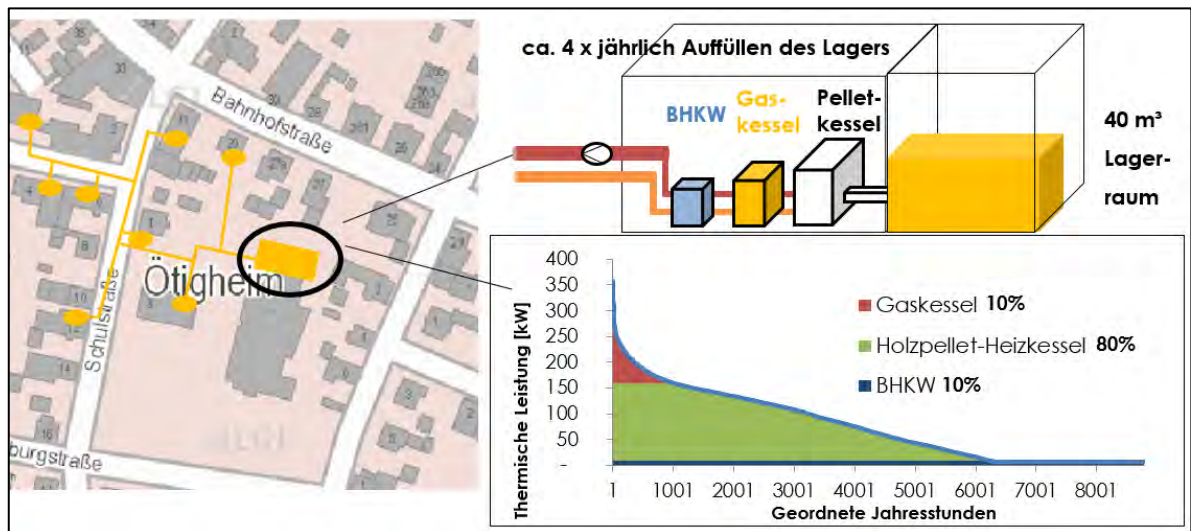 Bahnhofstraße
Ötigheim
Schulstraße
burgstraße
ca. 4 x jährlich Auffüllen des Lagers
BHKW
Gas-
kessel
Pellet-
kessel
40 m³
Lager-
raum
Thermische Leistung [kW]
400
350
300
250
200
150
100
50
-
Gaskessel 10%
Holzpellet-Heizkessel 80%
BHKW 10%
1 1001 2001 3001 4001 5001 6001 7001 8001
Geordnete Jahresstunden